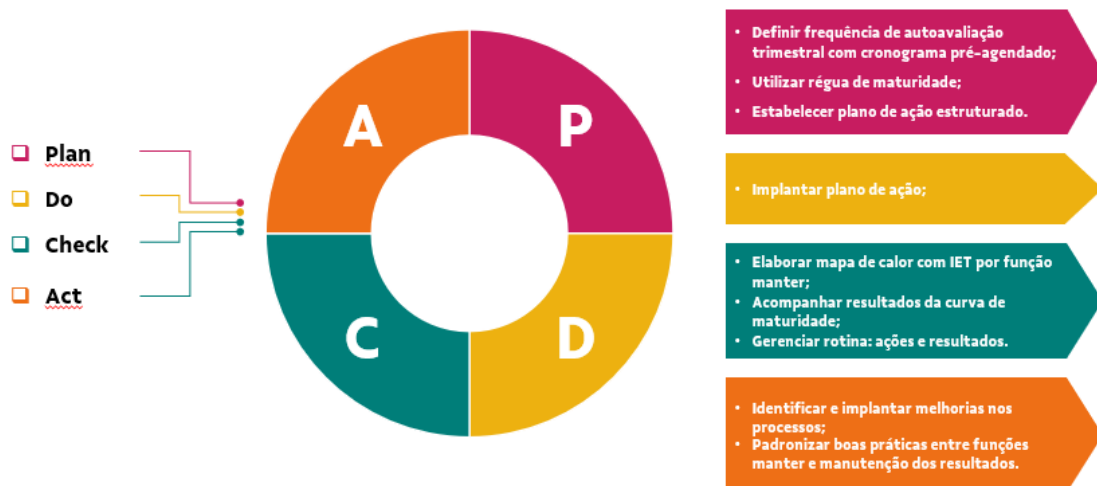 Plan
Do
Check
Act
A
P
C
D
• Definir frequência de autoavaliação
trimestral com cronograma pré-agendado;
• Utilizar régua de maturidade;
• Estabelecer plano de ação estruturado.
• Implantar plano de ação;
• Elaborar mapa de calor com IET por função
manter;
• Acompanhar resultados da curva de
maturidade;
• Gerenciar rotina: ações e resultados.
• Identificar e implantar melhorias nos
processos;
• Padronizar boas práticas entre funções
manter e manutenção dos resultados.